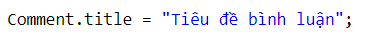 Comment.title = "Tiêu đề bình luận";